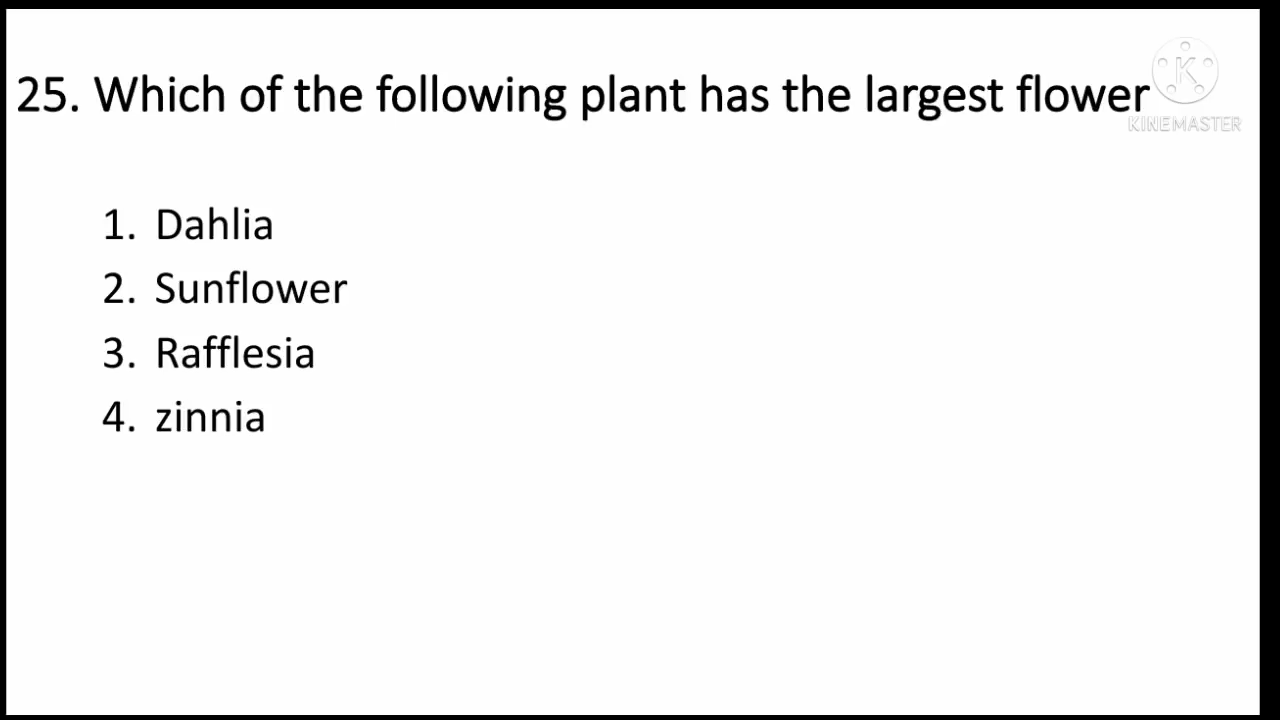 25. Which of the following plant has the largest flower
KINEMASTER
1. Dahlia
2. Sunflower
3. Rafflesia
4. zinnia